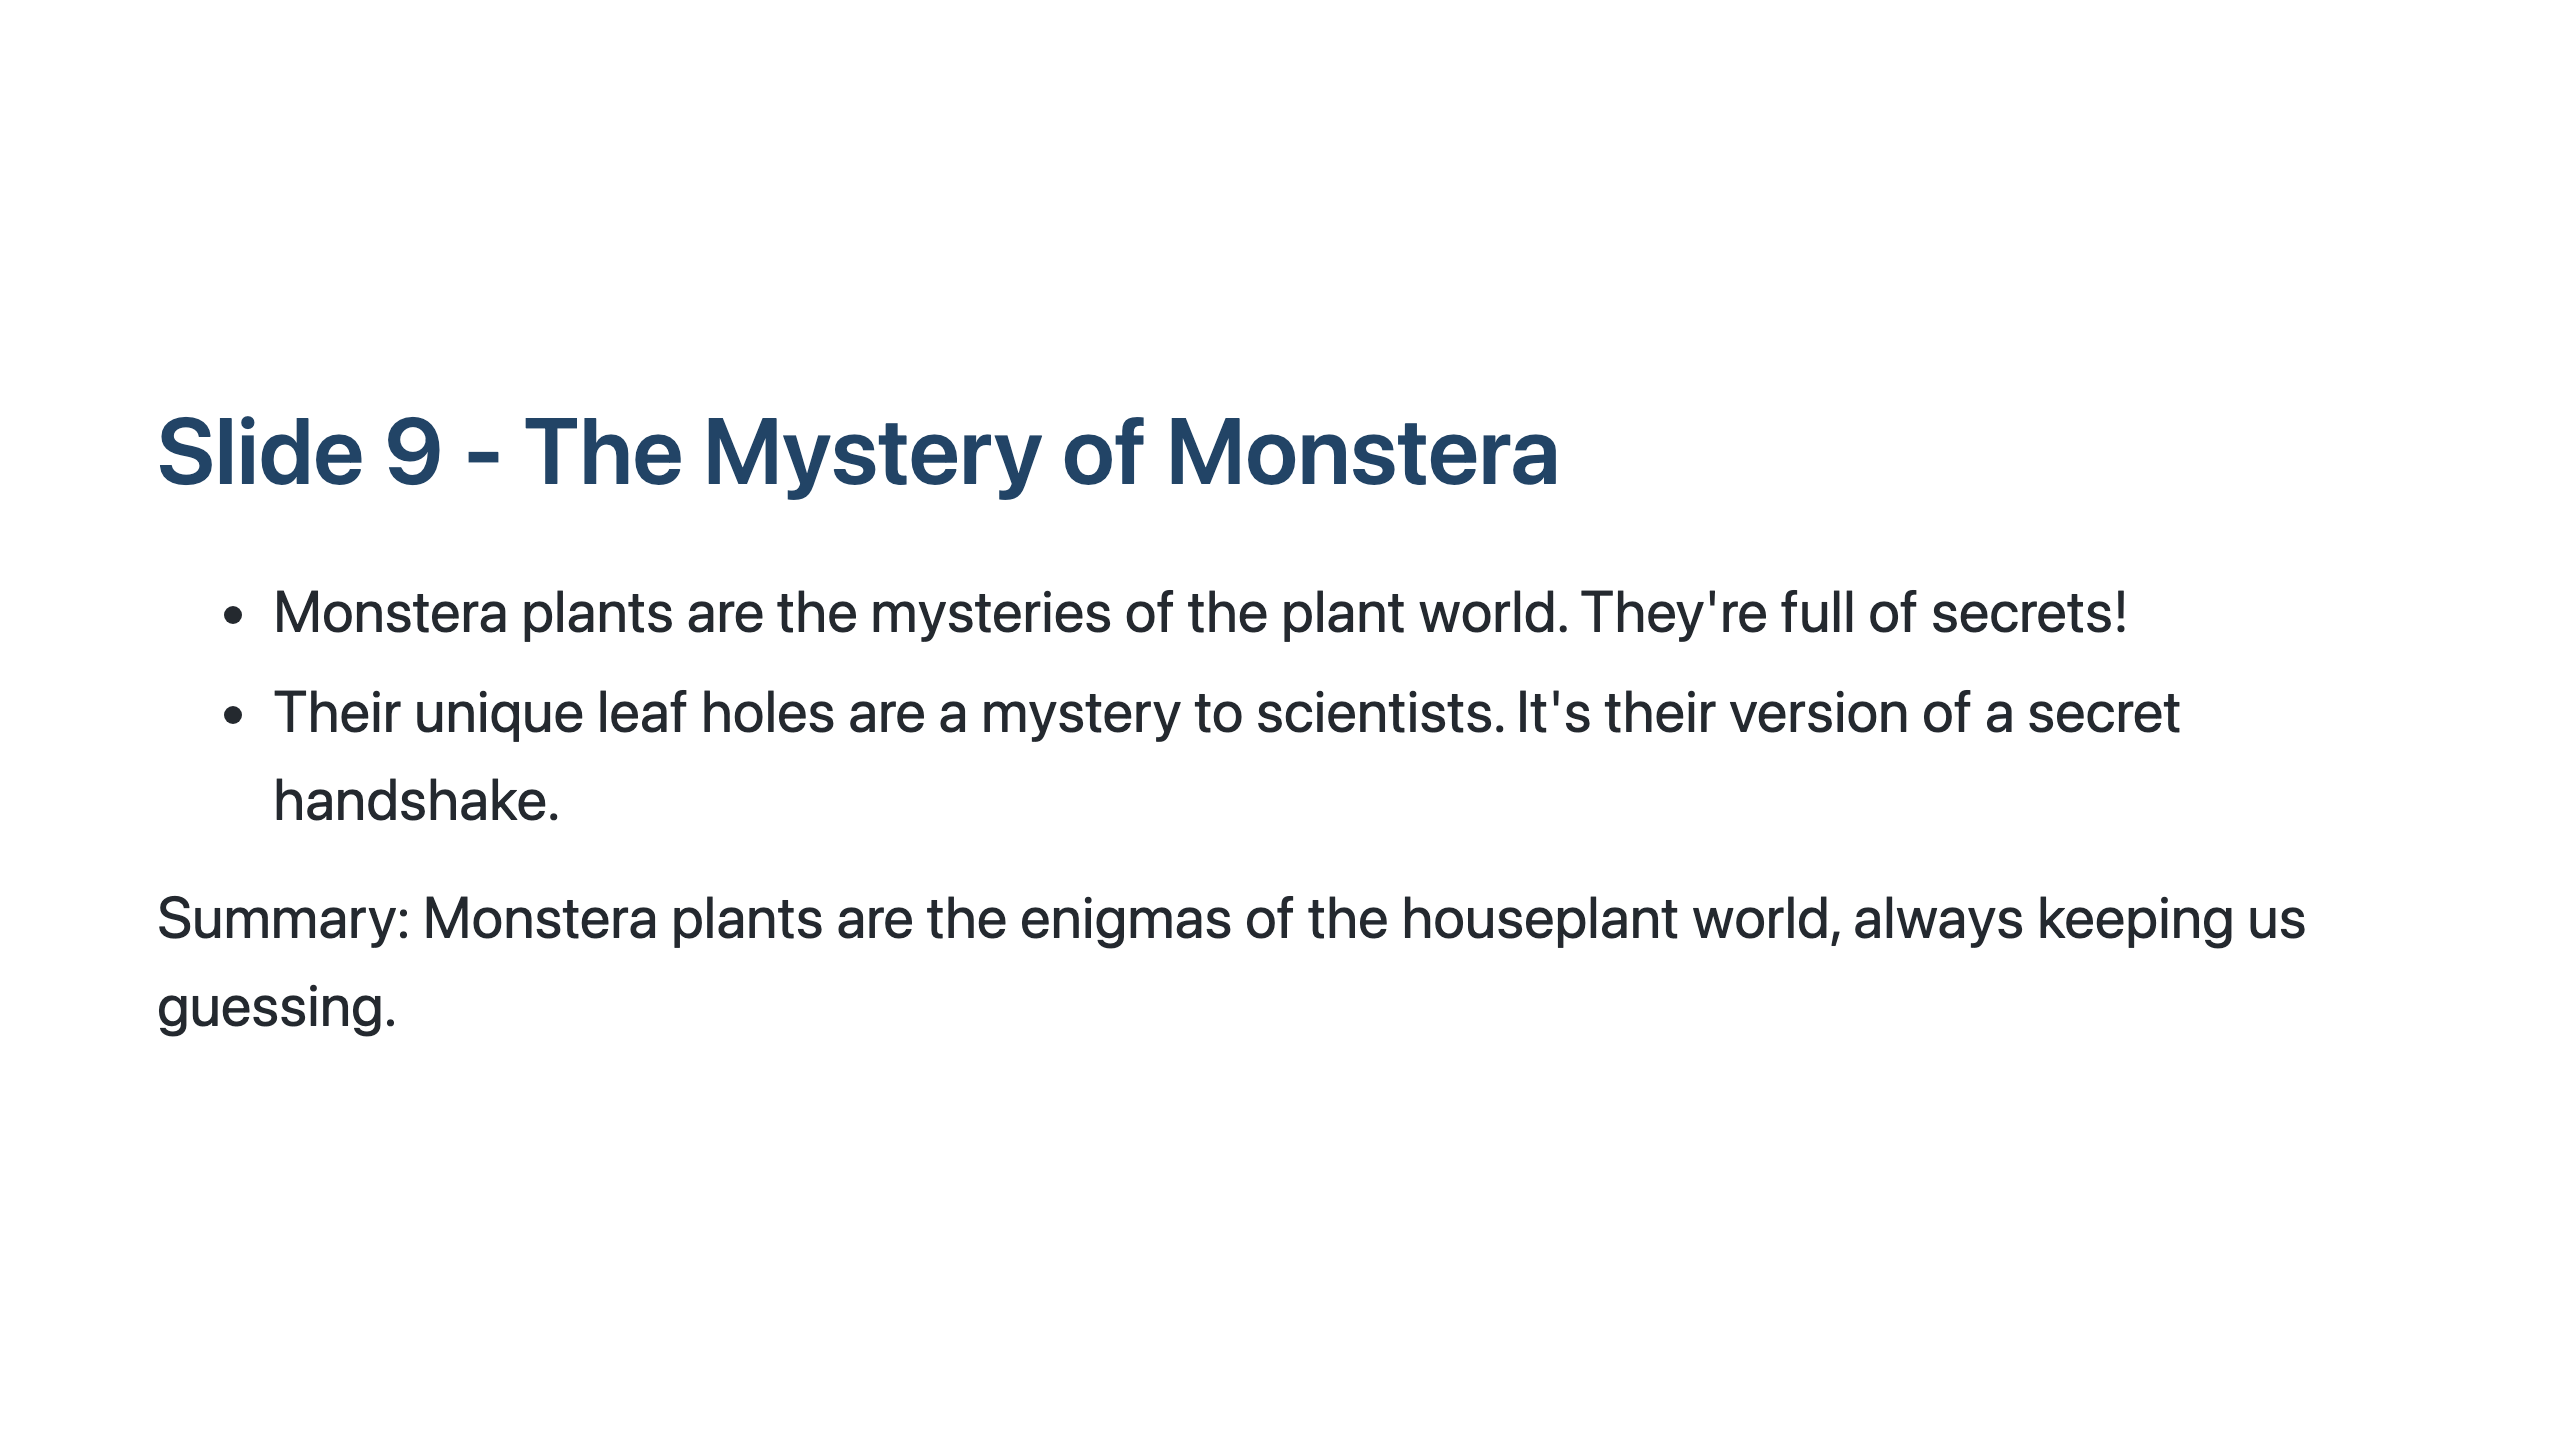 Slide 9 - The Mystery of Monstera
• Monstera plants are the mysteries of the plant world. They're full of secrets!
• Their unique leaf holes are a mystery to scientists. It's their version of a secret
handshake.
Summary: Monstera plants are the enigmas of the houseplant world, always keeping us
guessing.